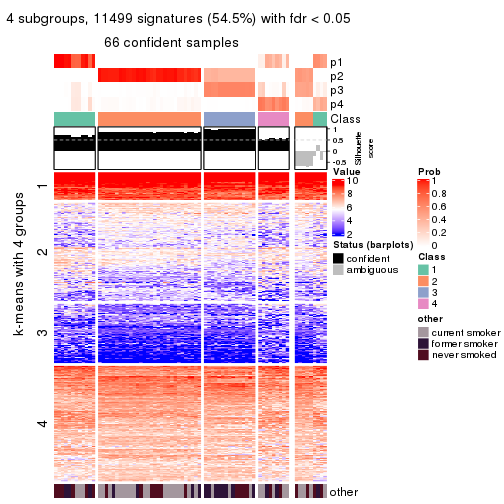 4 subgroups, 11499 signatures (54.5%) with fdr < 0.05
66 confident samples
p1
p2
p3
p4
Class
1
0.5
0
-0.5
Silhouette
score
k-means with 4 groups
1
2
3
4
other
Value
10
8
6
4
2
Status (barplots)
confident
ambiguous
Prob
1
0.8
0.6
0.4
0.2
0
Class
1
2
3
4
other
current smoker
former smoker
never smoked